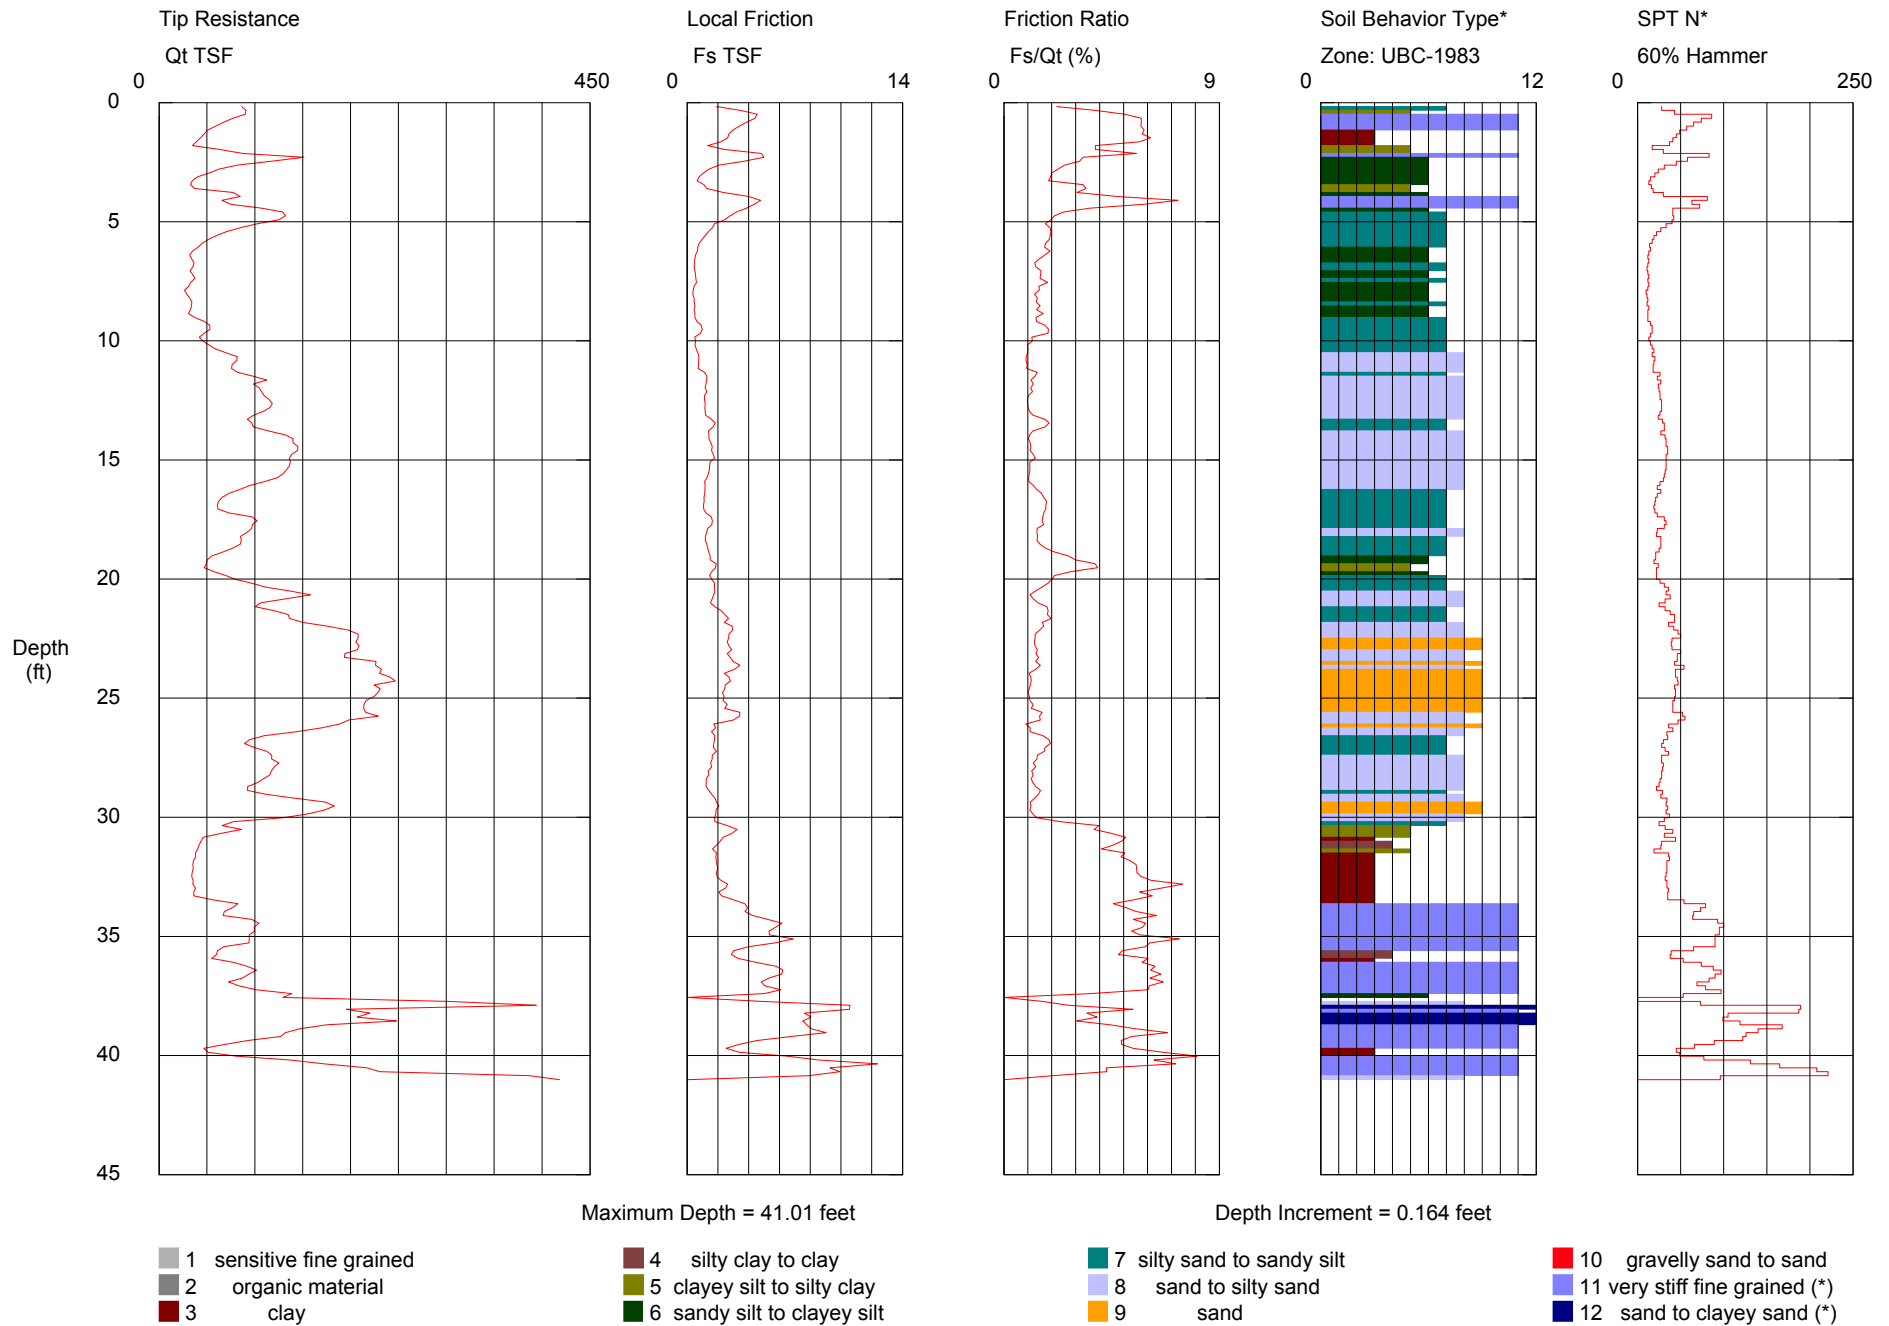 Tip Resistance
Local Friction
Friction Ratio
Soil Behavior Type*
SPT N*
Qt TSF
Fs TSF
Fs/Qt (%)
Zone: UBC-1983
60% Hammer
0 450
0 14
0 9
0 12
0 250
0
5
10
15
20
Depth
(ft)
25
30
35
40
45
Maximum Depth = 41.01 feet
Depth Increment = 0.164 feet
1 sensitive fine grained
4 silty clay to clay
7 silty sand to sandy silt
10 gravelly sand to sand
2 organic material
5 clayey silt to silty clay
8 sand to silty sand
11 very stiff fine grained (*)
3 clay
6 sandy silt to clayey silt
9 sand
12 sand to clayey sand (*)